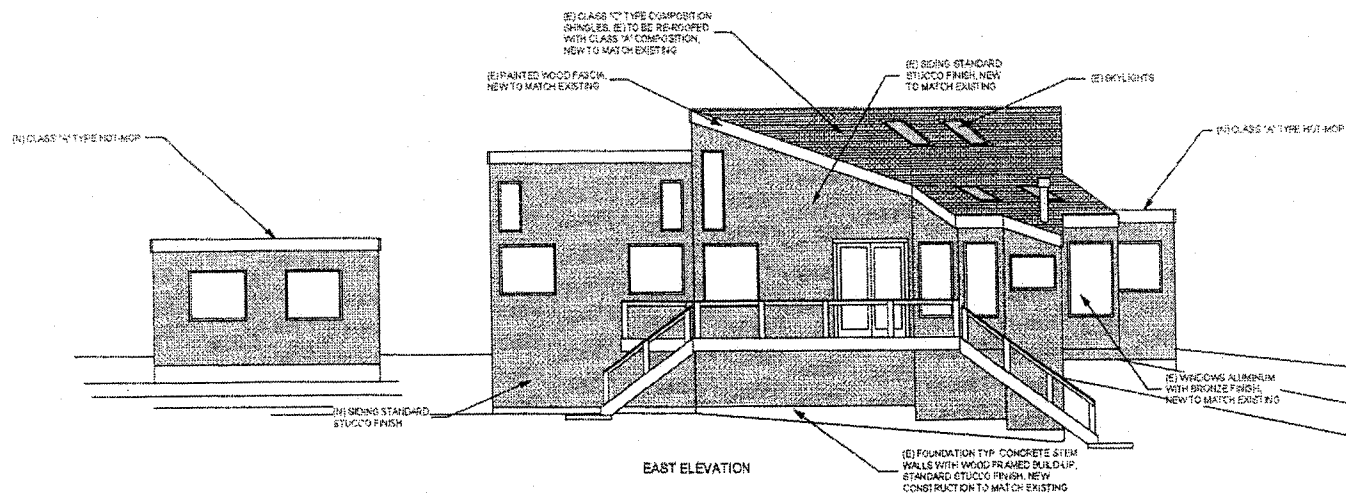 (E) CLASS "C" TYPE COMPOSITION
SHINGLES, (E) TO BE RE-ROOFED
WITH CLASS "A" COMPOSITION,
NEW TO MATCH EXISTING
(E) PAINTED WOOD FASCIA,
NEW TO MATCH EXISTING
(E) SIDING STANDARD
STUCCO FINISH, NEW
TO MATCH EXISTING
(E) SKYLIGHTS
(N) CLASS "A" TYPE HOT-MOP
(N) CLASS "A" TYPE HOT-MOP
(N) SIDING STANDARD
STUCCO FINISH
(E) WINDOWS ALUMINUM
WITH BRONZE FINISH,
NEW TO MATCH EXISTING
EAST ELEVATION
(E) FOUNDATION TYP. CONCRETE STEM
WALLS WITH WOOD FRAMED BUILD-UP,
STANDARD STUCCO FINISH, NEW
CONSTRUCTION TO MATCH EXISTING